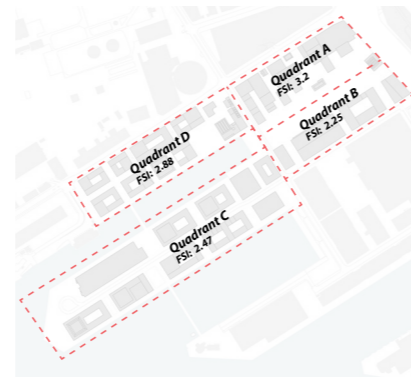 Quadrant A
FSI: 3.2
Quadrant B
FSI: 2.25
Quadrant D
FSI: 2.88
Quadrant C
FSI: 2.47